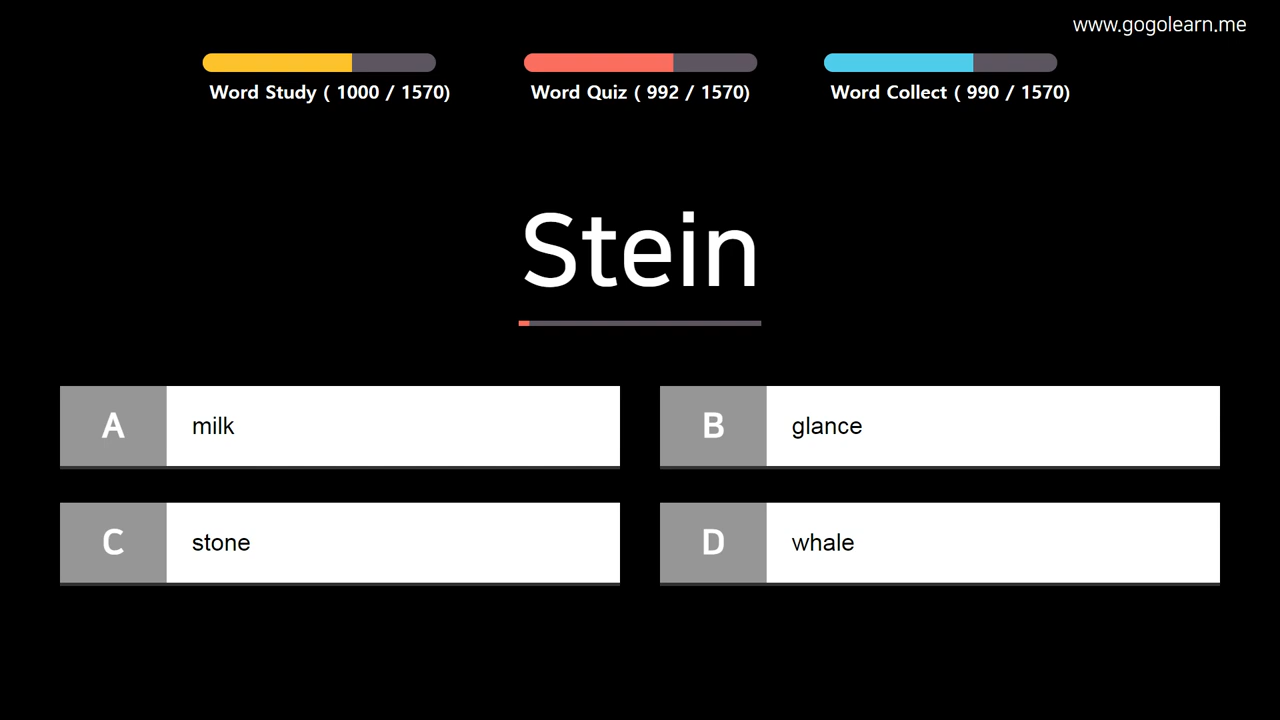 www.gogolearn.me
Word Study ( 1000 / 1570)
Word Quiz ( 992 / 1570)
Word Collect ( 990 / 1570)
Stein
A milk
B glance
C stone
D whale